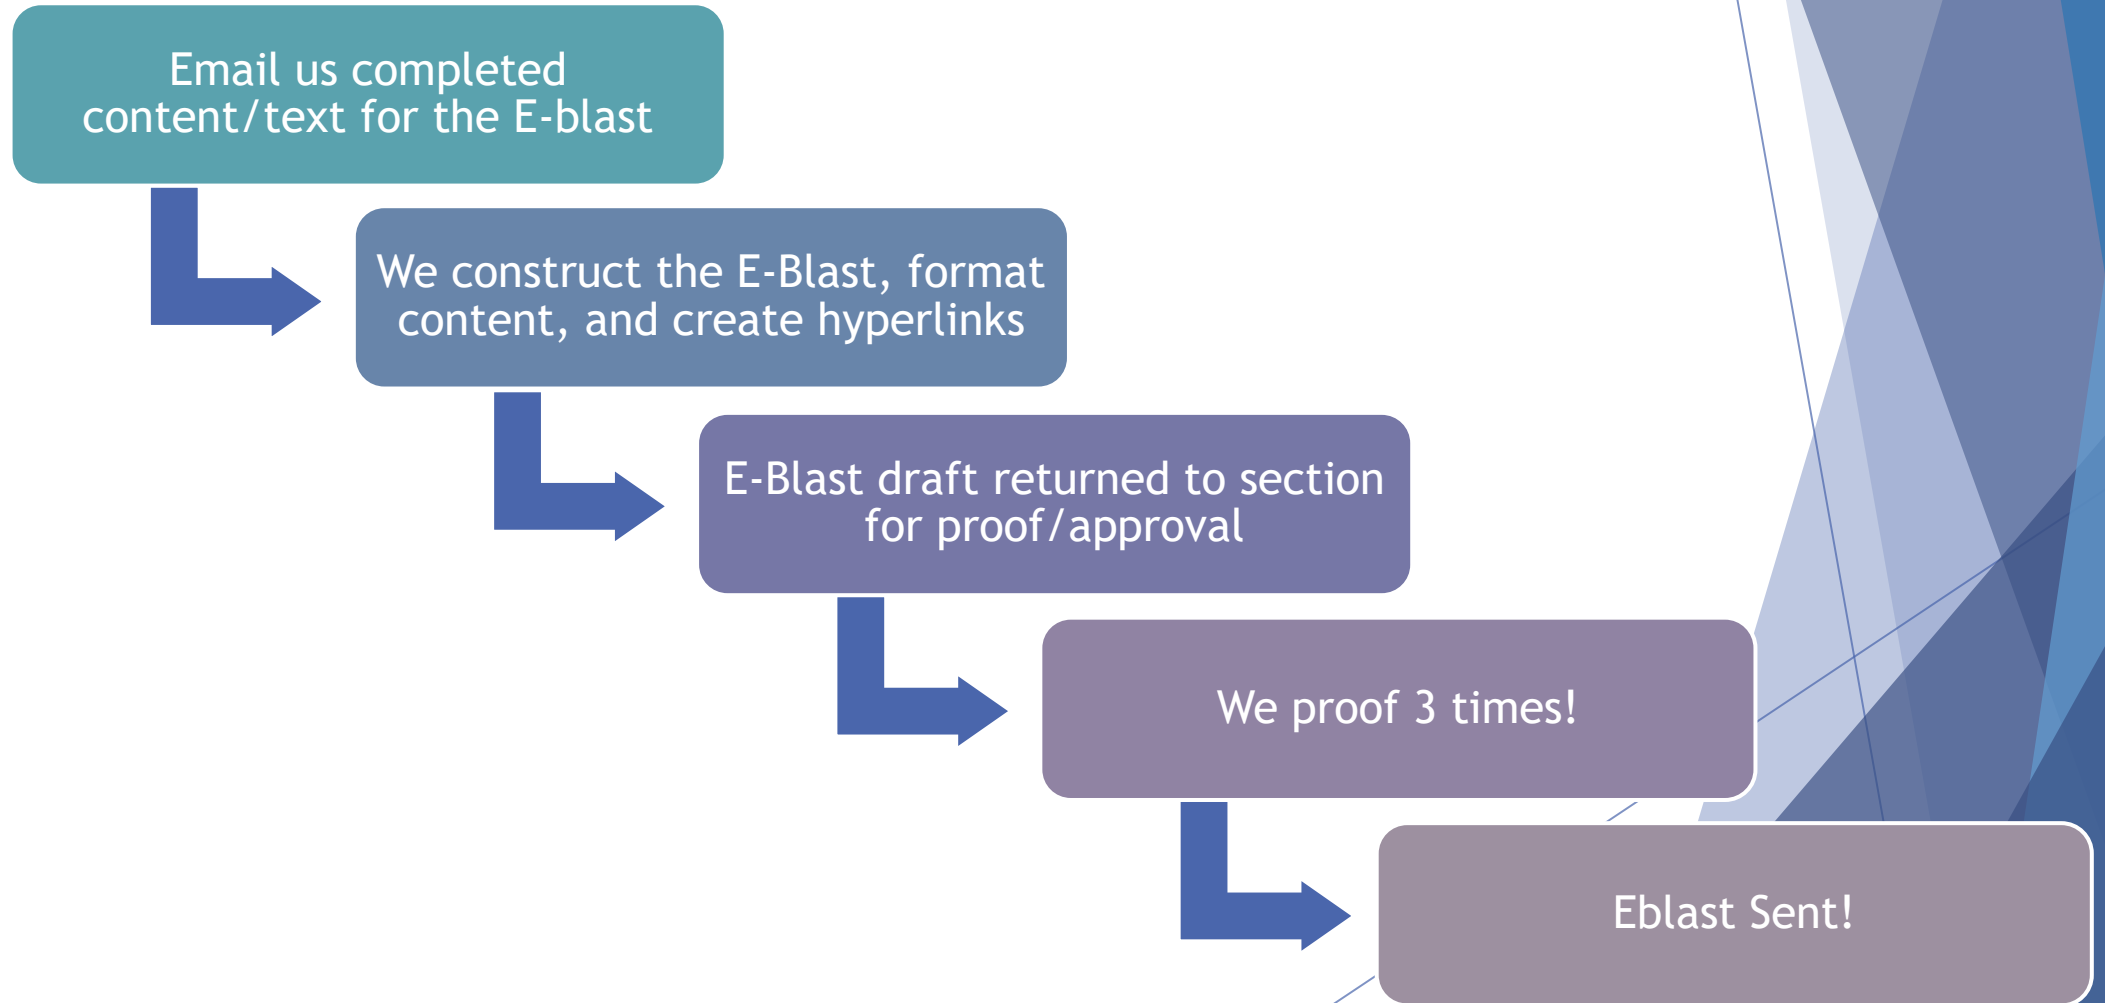 Email us completed
content/text for the E-blast
We construct the E-Blast, format
content, and create hyperlinks
E-Blast draft returned to section
for proof/approval
We proof 3 times!
Eblast Sent!